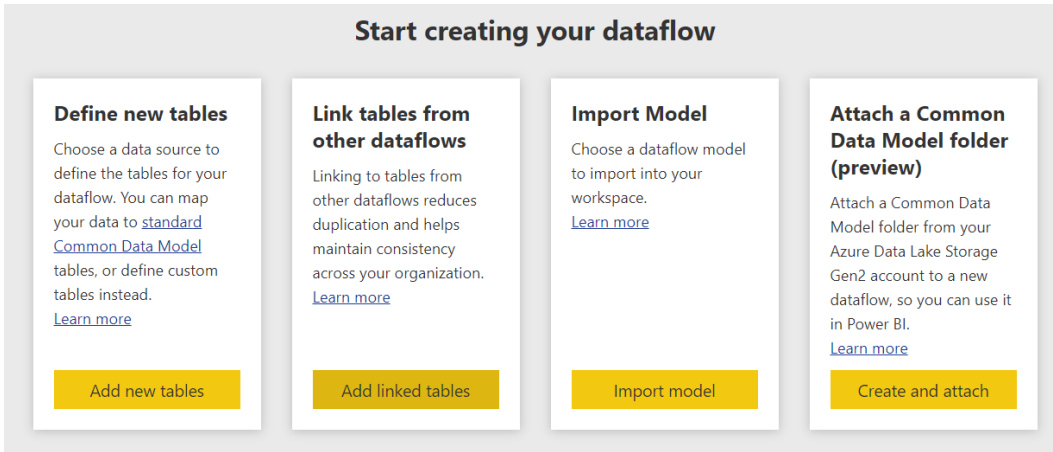 Start creating your dataflow
Define new tables
Choose a data source to
define the tables for your
dataflow. You can map
your data to standard
Common Data Model
tables, or define custom
tables instead.
Learn more
Add new tables
Link tables from
other dataflows
Linking to tables from
other dataflows reduces
duplication and helps
maintain consistency
across your organization.
Learn more
Add linked tables
Import Model
Choose a dataflow model
to import into your
workspace.
Learn more
Import model
Attach a Common
Data Model folder
(preview)
Attach a Common Data
Model folder from your
Azure Data Lake Storage
Gen2 account to a new
dataflow, so you can use it
in Power BI.
Learn more
Create and attach